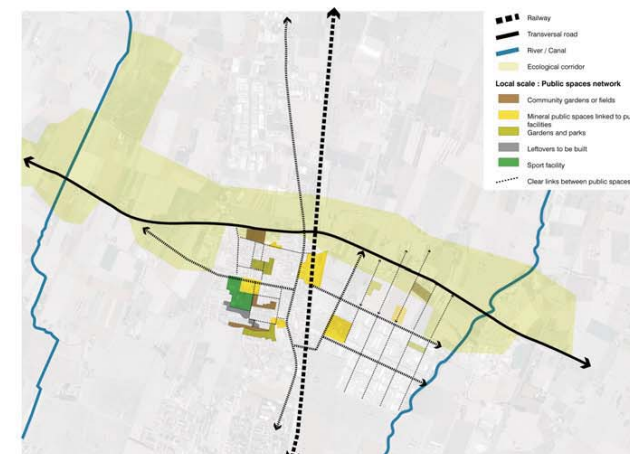 Railway
Transversal road
River / Canal
Ecological corridor
Local scale : Public spaces network
Community gardens or fields
Mineral public spaces linked to pu
facilities
Gardens and parks
Leftovers to be built
Sport facility
Clear links between public spaces